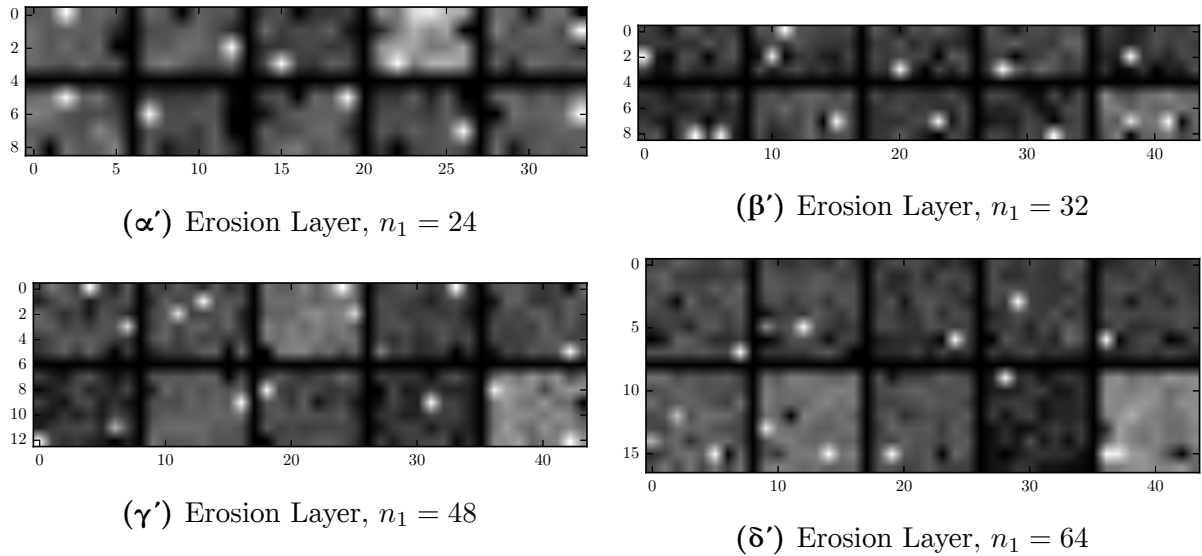 0
2
4
6
8
0 5 10 15 20 25 30
(α′) Erosion Layer, n₁ = 24
0
2
4
6
8
0 10 20 30 40
(β′) Erosion Layer, n₁ = 32
0
2
4
6
8
10
12
0 10 20 30 40
(γ′) Erosion Layer, n₁ = 48
0
5
10
15
0 10 20 30 40
(δ′) Erosion Layer, n₁ = 64